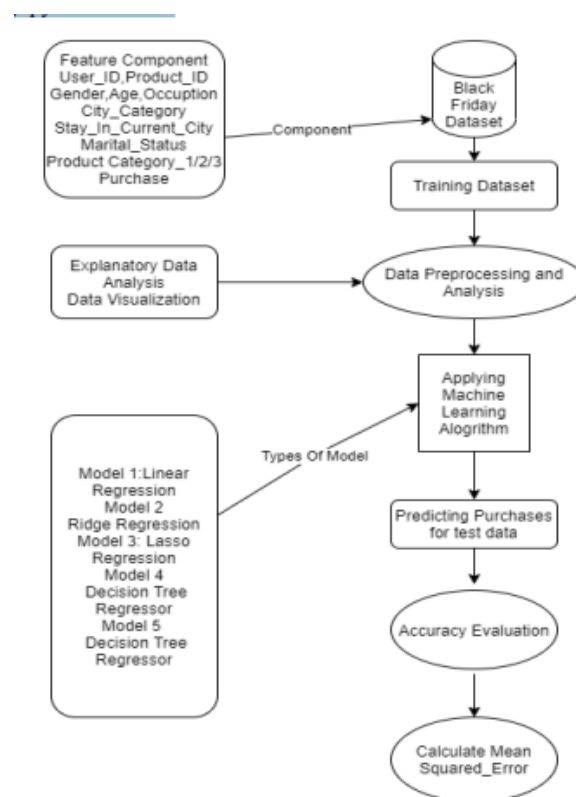 Feature Component
User_ID,Product_ID
Gender,Age,Occuption
City_Category
Stay_In_Current_City
Marital_Status
Product Category_1/2/3
Purchase
Component
Black
Friday
Dataset
Training Dataset
Explanatory Data
Analysis
Data Visualization
Data Preprocessing and
Analysis
Applying
Machine
Learning
Alogrithm
Types Of Model
Model 1:Linear
Regression
Model 2
Ridge Regression
Model 3: Lasso
Regression
Model 4
Decision Tree
Regressor
Model 5
Decision Tree
Regressor
Predicting Purchases
for test data
Accuracy Evaluation
Calculate Mean
Squared_Error